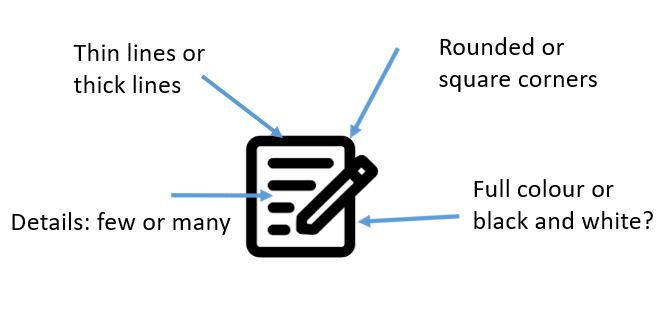 Thin lines or
thick lines
Rounded or
square corners
Details: few or many
Full colour or
black and white?